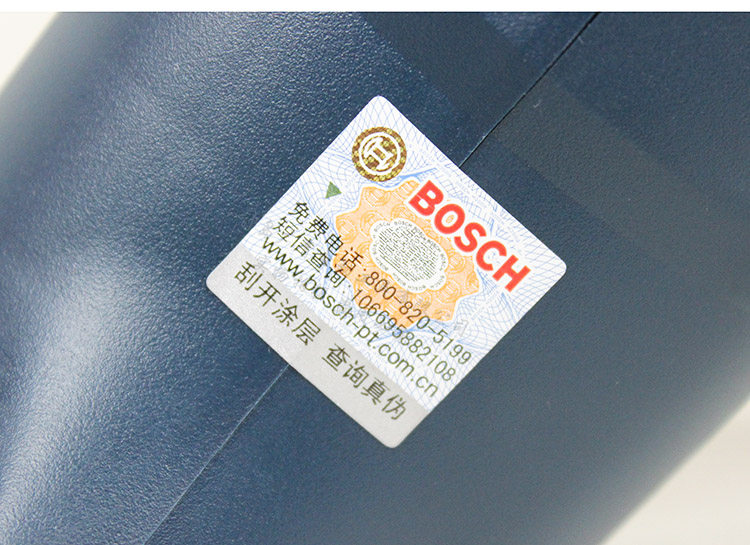 BOSCH
免费电话:800-820-5199
短信查询:106695882108
www.bosch-pt.com.cn
刮开涂层 查询真伪